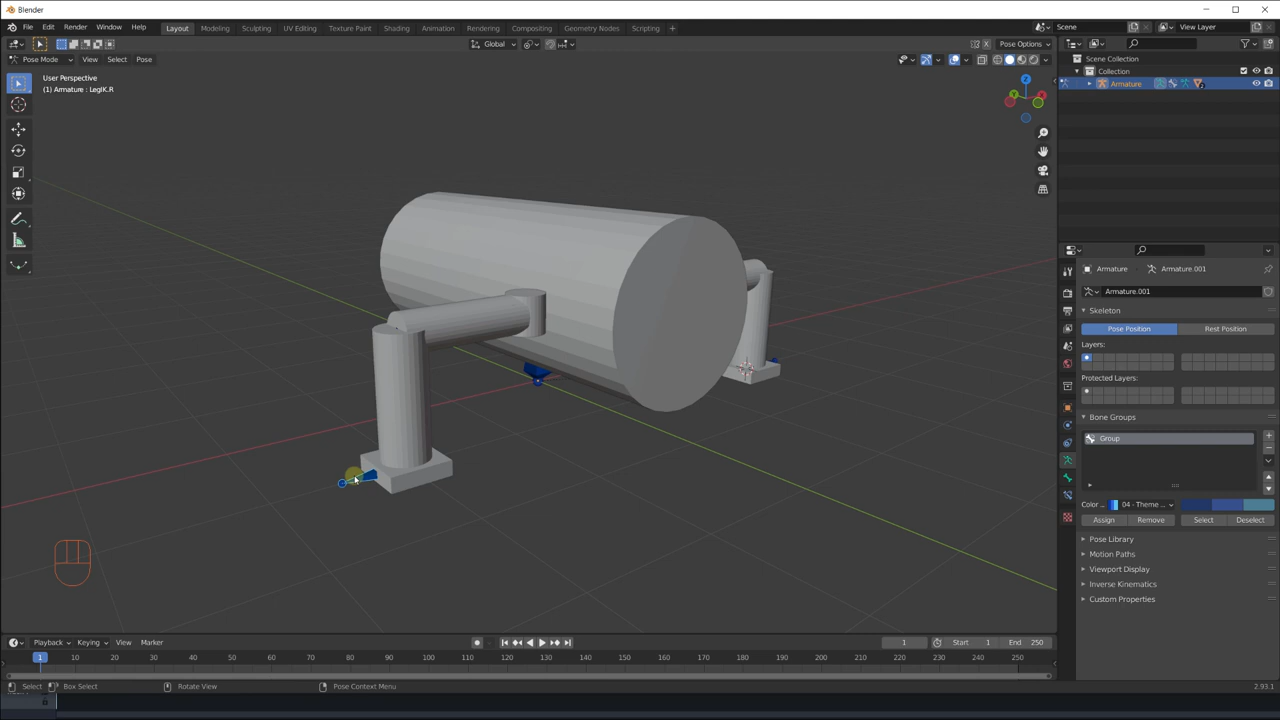 Blender
File Edit Render Window Help
Layout Modeling Sculpting UV Editing Texture Paint Shading Animation Rendering Compositing Geometry Nodes Scripting
Scene
View Layer
Global
Pose Options
Pose Mode View Select Pose
User Perspective
(1) Armature : LegIK.R
Scene Collection
Collection
Armature
Armature Armature.001
Armature.001
Skeleton
Pose Position Rest Position
Layers:
Protected Layers:
Bone Groups
Group
Color ... 04 - Theme ...
Assign Remove Select Deselect
Pose Library
Motion Paths
Viewport Display
Inverse Kinematics
Custom Properties
Playback Keying View Marker
1 Start 1 End 250
1 10 20 30 40 50 60 70 80 90 100 110 120 130 140 150 160 170 180 190 200 210 220 230 240 250
Select Box Select Rotate View Pose Context Menu 2.93.1